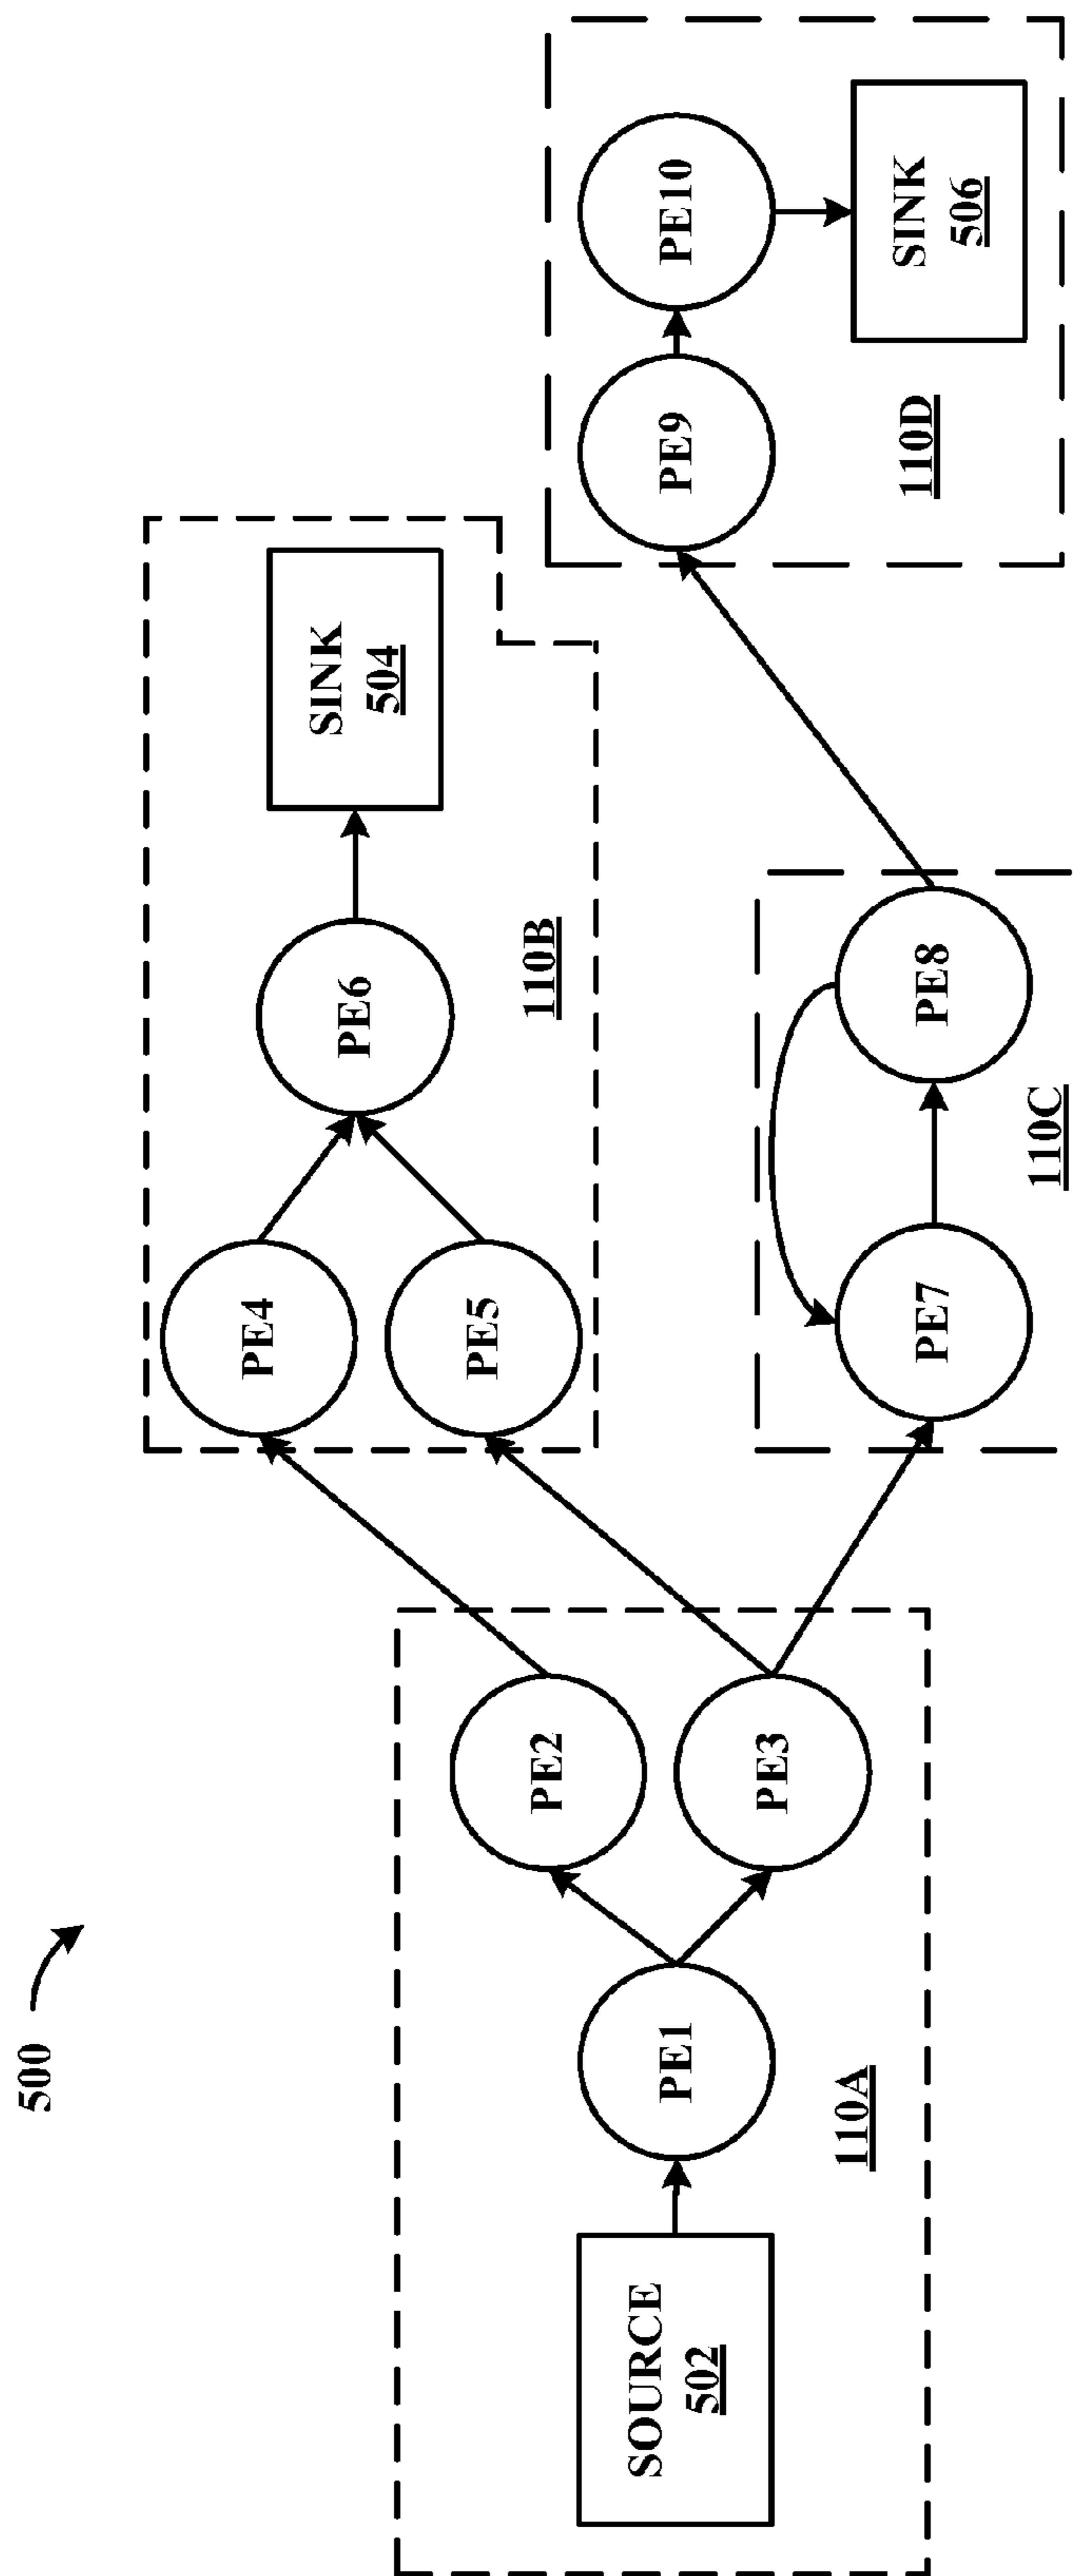 500
SOURCE
502
PE1
PE2
PE3
110A
PE4
PE5
PE6
SINK
504
110B
PE7
PE8
110C
PE9
PE10
SINK
506
110D